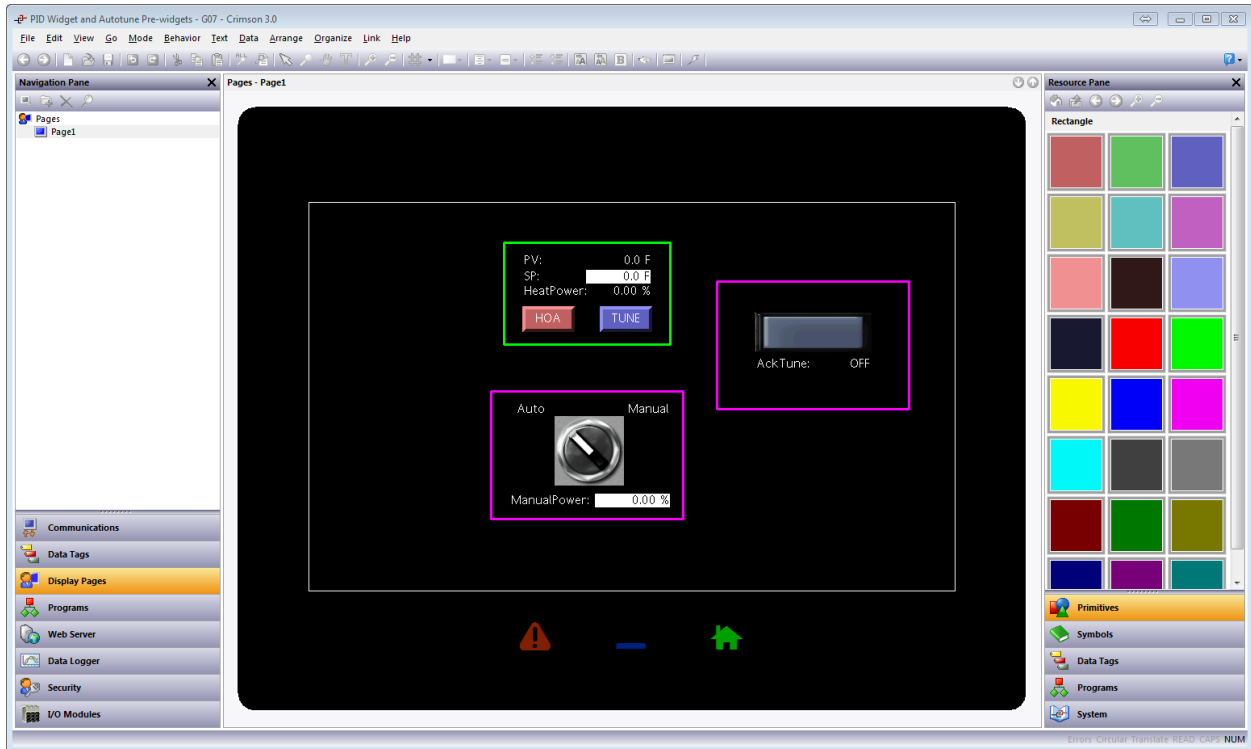 PID Widget and Autotune Pre-widgets - G07 - Crimson 3.0
File Edit View Go Mode Behavior Text Data Arrange Organize Link Help
Navigation Pane
Pages
Page1
Communications
Data Tags
Display Pages
Programs
Web Server
Data Logger
Security
I/O Modules
Pages - Page1
PV: 0.0 F
SP: 0.0 F
HeatPower: 0.00 %
HOA TUNE
AckTune: OFF
Auto Manual
ManualPower: 0.00 %
Resource Pane
Rectangle
Primitives
Symbols
Data Tags
Programs
System
Errors Circular Translate READ CAPS NUM